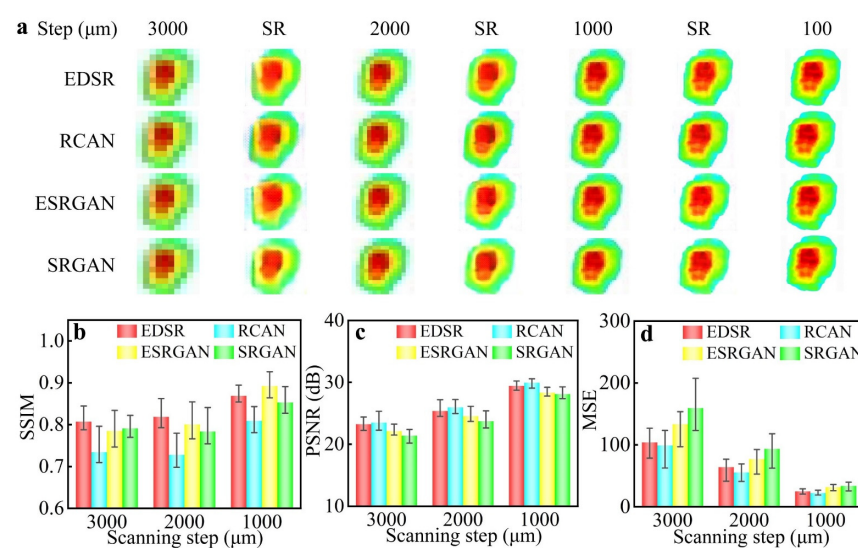 a Step (μm) 3000 SR 2000 SR 1000 SR 100
EDSR
RCAN
ESRGAN
SRGAN
b EDSR RCAN
ESRGAN SRGAN
SSIM
1.0
0.9
0.8
0.7
0.6
3000 2000 1000
Scanning step (μm)
c EDSR RCAN
ESRGAN SRGAN
PSNR (dB)
40
30
20
10
3000 2000 1000
Scanning step (μm)
d EDSR RCAN
ESRGAN SRGAN
MSE
300
200
100
0
3000 2000 1000
Scanning step (μm)